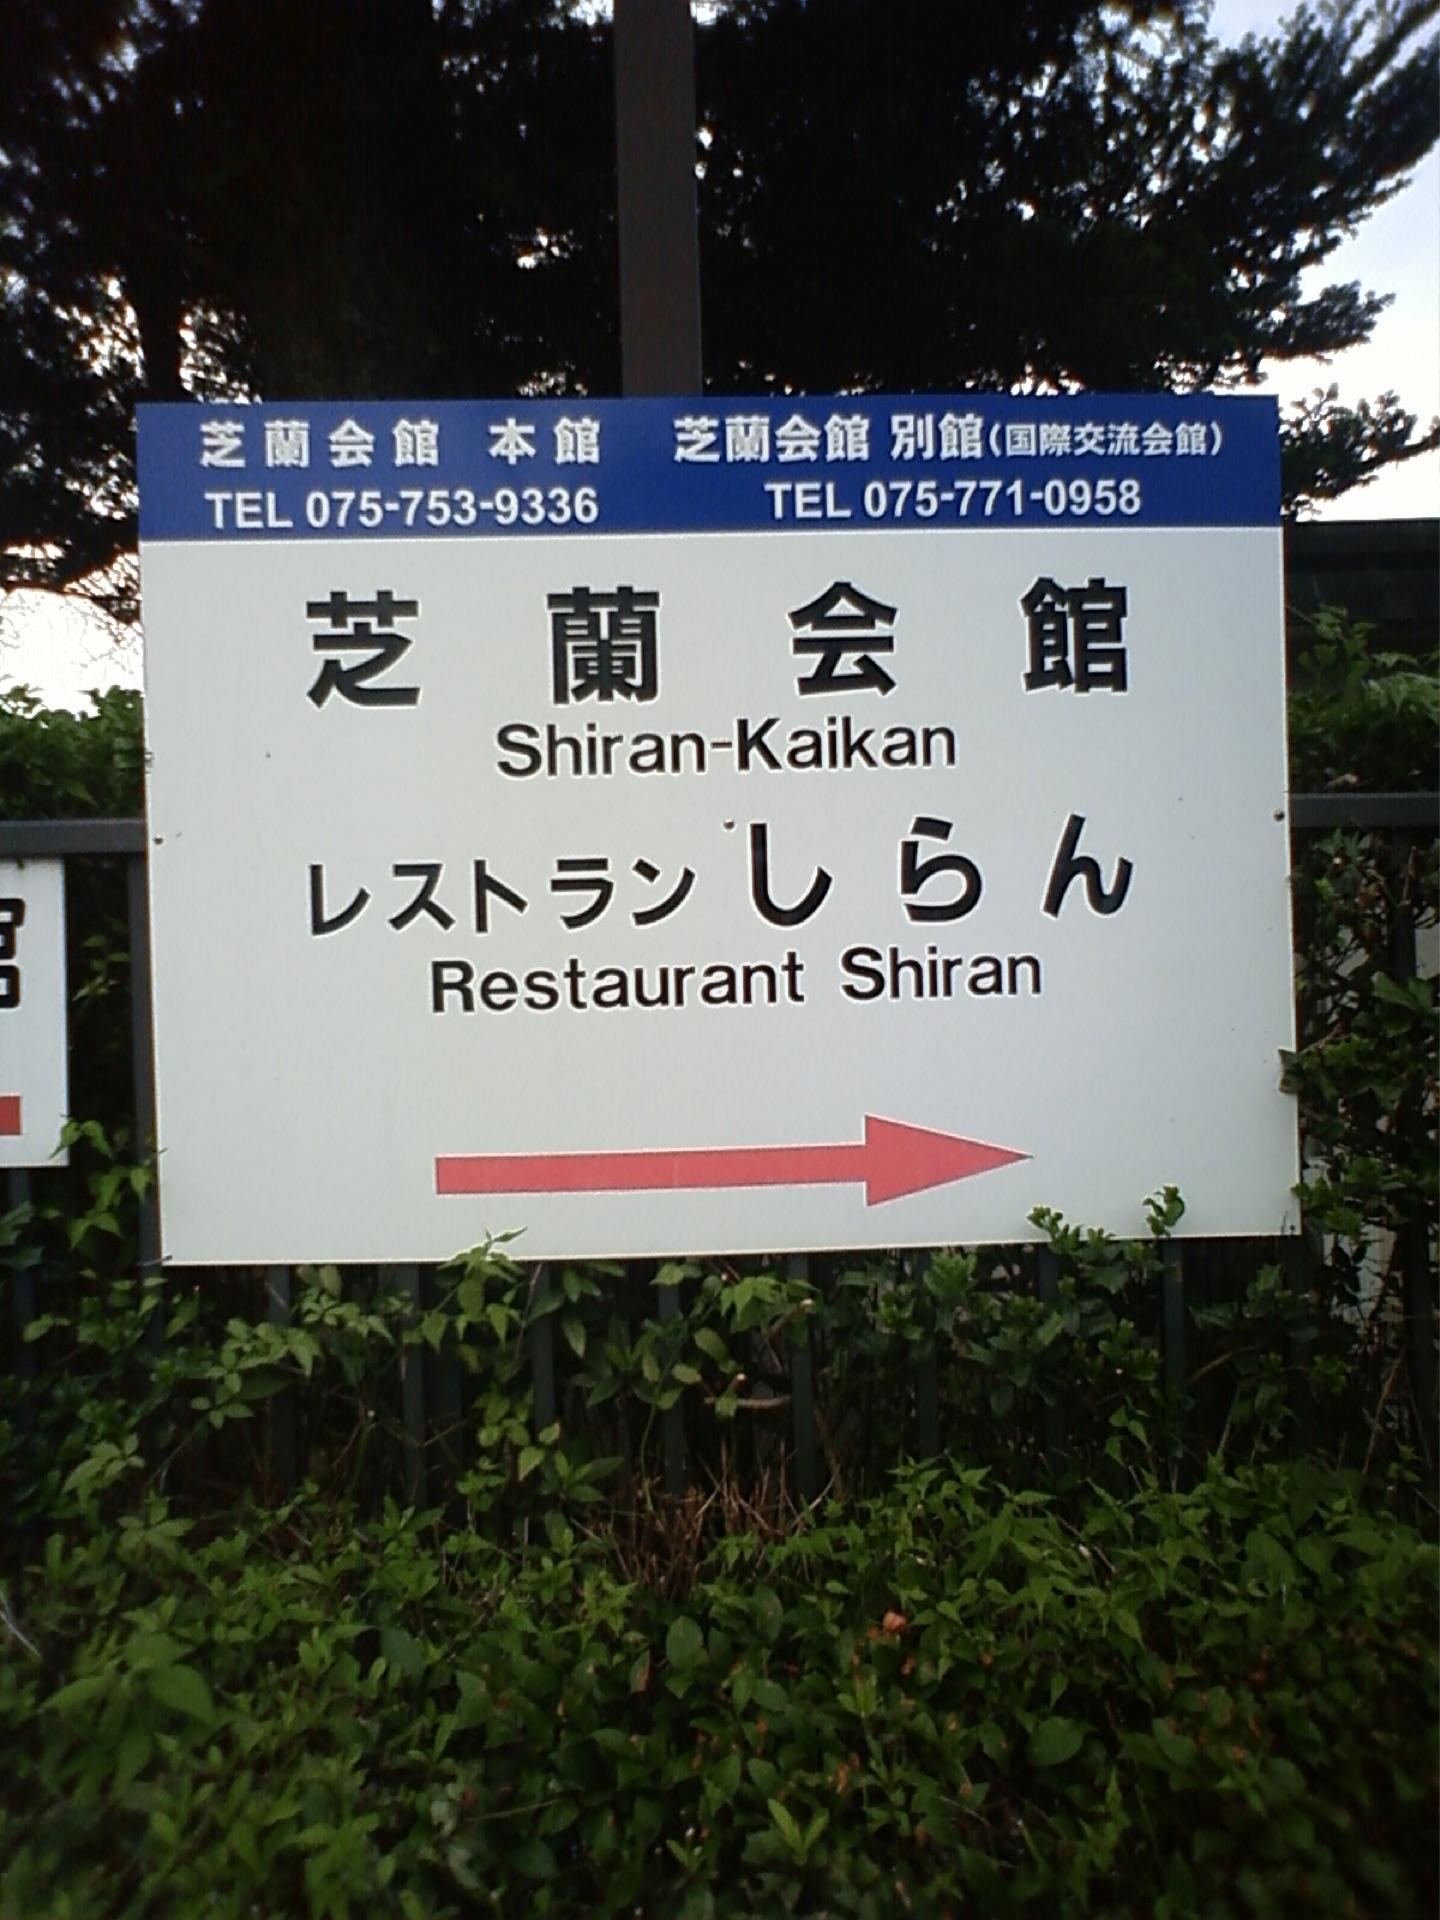 芝蘭会館 本館 芝蘭会館 別館(国際交流会館)
TEL 075-753-9336 TEL 075-771-0958
芝蘭会館
Shiran-Kaikan
レストラン しらん
Restaurant Shiran